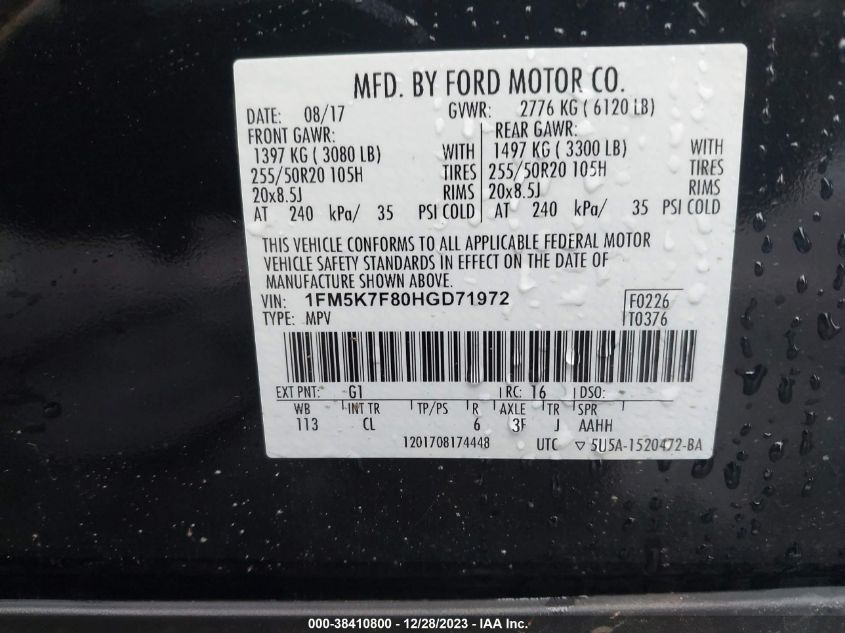 MFD. BY FORD MOTOR CO.
DATE: 08/17 GVWR: 2776 KG ( 6120 LB)
FRONT GAWR: REAR GAWR:
1397 KG ( 3080 LB) WITH 1497 KG ( 3300 LB) WITH
255/50R20 105H TIRES 255/50R20 105H TIRES
20x8.5J RIMS 20x8.5J RIMS
AT 240 kPa/ 35 PSI COLD AT 240 kPa/ 35 PSI COLD
THIS VEHICLE CONFORMS TO ALL APPLICABLE FEDERAL MOTOR
VEHICLE SAFETY STANDARDS IN EFFECT ON THE DATE OF
MANUFACTURE SHOWN ABOVE.
VIN: 1FM5K7F80HGD71972 F0226
TYPE: MPV T0376
EXT PNT: G1 RC: 16 DSO:
WB INT TR TP/PS R AXLE TR SPR
113 CL 6 3F J AAHH
1201708174448 UTC ▽ 5U5A-1520472-BA
000-38410800 - 12/28/2023 - IAA Inc.